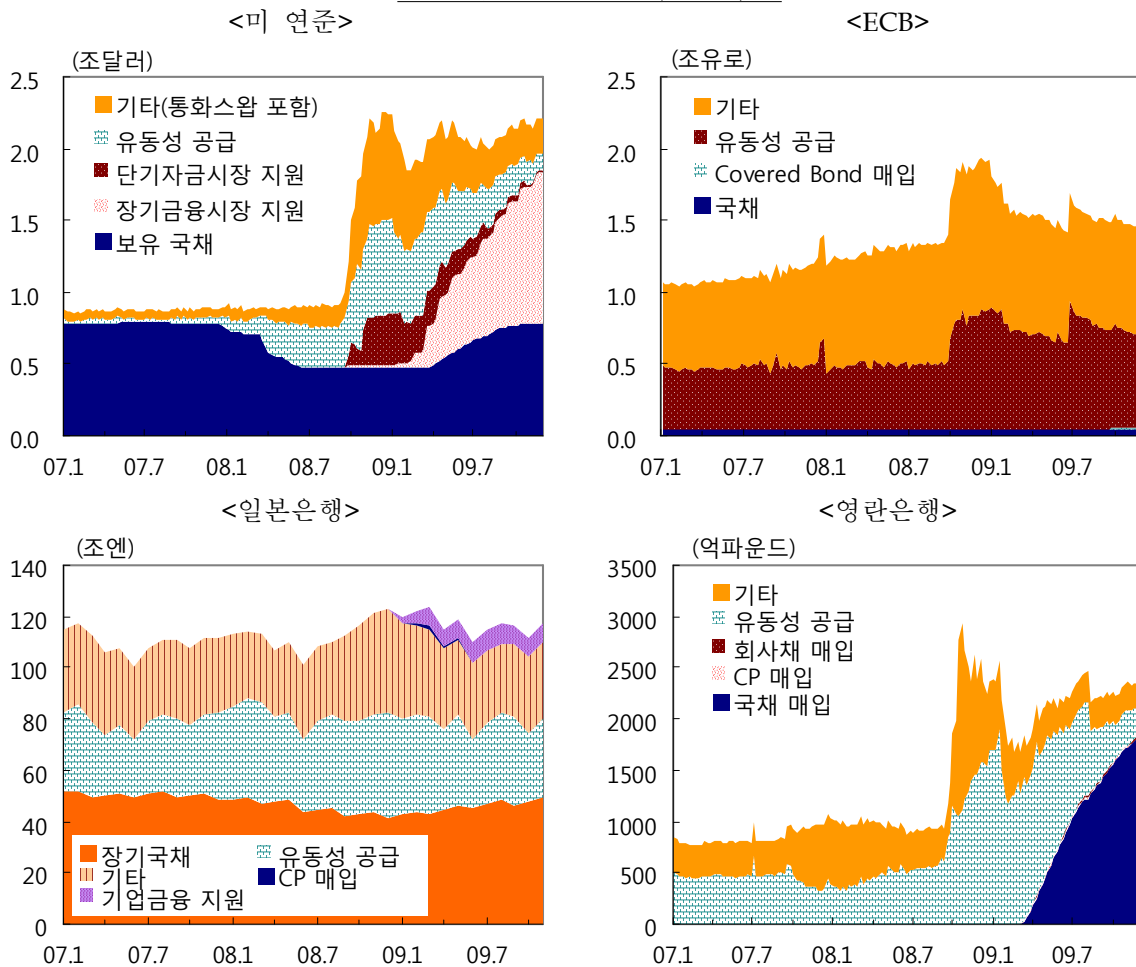 <미 연준>
(조달러)
2.5
2.0
1.5
1.0
0.5
0.0
기타(통화스왑 포함)
유동성 공급
단기자금시장 지원
장기금융시장 지원
보유 국채
07.1 07.7 08.1 08.7 09.1 09.7
<ECB>
(조유로)
2.5
2.0
1.5
1.0
0.5
0.0
기타
유동성 공급
Covered Bond 매입
국채
07.1 07.7 08.1 08.7 09.1 09.7
<일본은행>
(조엔)
140
120
100
80
60
40
20
0
장기국채 유동성 공급
기타 CP 매입
기업금융 지원
07.1 07.7 08.1 08.7 09.1 09.7
<영란은행>
(억파운드)
3500
3000
2500
2000
1500
1000
500
0
기타
유동성 공급
회사채 매입
CP 매입
국채 매입
07.1 07.7 08.1 08.7 09.1 09.7